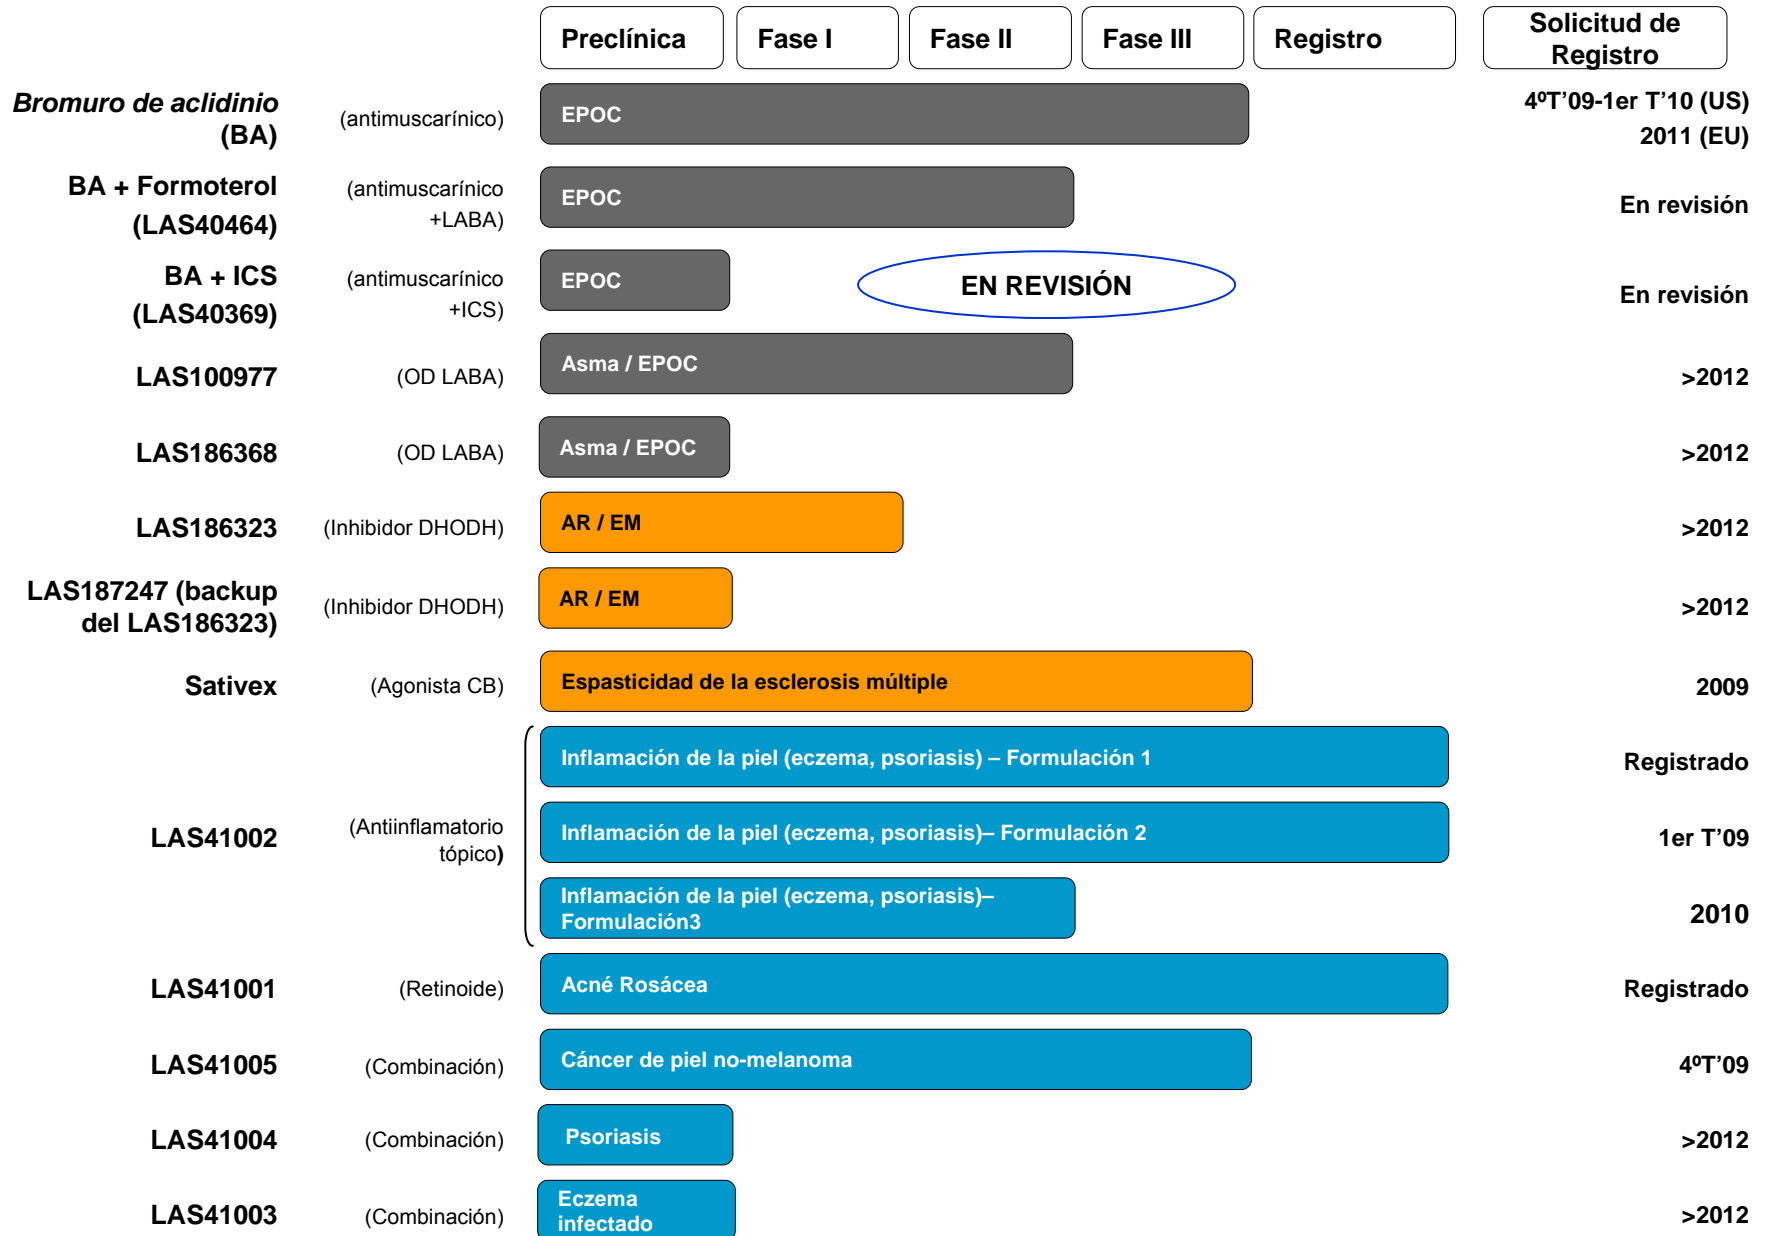 Preclínica Fase I Fase II Fase III Registro Solicitud de
Registro
Bromuro de aclidinio
(BA)
(antimuscarínico)
EPOC
4ºT’09-1er T’10 (US)
2011 (EU)
BA + Formoterol
(LAS40464)
(antimuscarínico
+LABA)
EPOC
En revisión
BA + ICS
(LAS40369)
(antimuscarínico
+ICS)
EPOC
EN REVISIÓN
En revisión
LAS100977
(OD LABA)
Asma / EPOC
>2012
LAS186368
(OD LABA)
Asma / EPOC
>2012
LAS186323
(Inhibidor DHODH)
AR / EM
>2012
LAS187247 (backup
del LAS186323)
(Inhibidor DHODH)
AR / EM
>2012
Sativex
(Agonista CB)
Espasticidad de la esclerosis múltiple
2009
LAS41002
(Antiinflamatorio
tópico)
Inflamación de la piel (eczema, psoriasis) – Formulación 1
Registrado
Inflamación de la piel (eczema, psoriasis)– Formulación 2
1er T’09
Inflamación de la piel (eczema, psoriasis)–
Formulación3
2010
LAS41001
(Retinoide)
Acné Rosácea
Registrado
LAS41005
(Combinación)
Cáncer de piel no-melanoma
4ºT’09
LAS41004
(Combinación)
Psoriasis
>2012
LAS41003
(Combinación)
Eczema
infectado
>2012